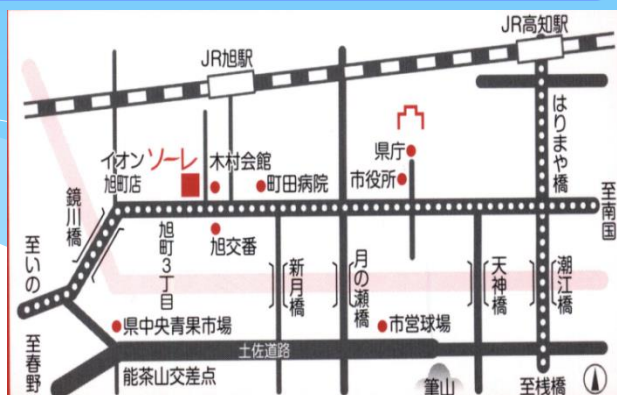 JR高知駅
JR旭駅
はりまや橋
県庁
市役所
イオン
旭町店
ソーレ
木村会館
町田病院
至南国
鏡川橋
旭町3丁目
旭交番
新月橋
月の瀬橋
天神橋
潮江橋
至いの
県中央青果市場
市営球場
土佐道路
至春野
能茶山交差点
筆山
至桟橋